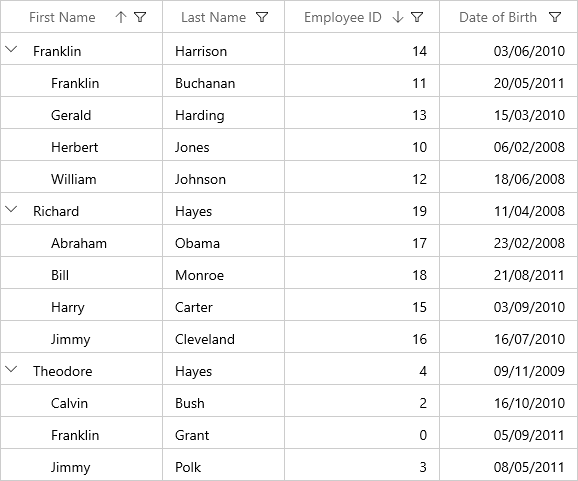 First Name Last Name Employee ID Date of Birth
Franklin Harrison 14 03/06/2010
Franklin Buchanan 11 20/05/2011
Gerald Harding 13 15/03/2010
Herbert Jones 10 06/02/2008
William Johnson 12 18/06/2008
Richard Hayes 19 11/04/2008
Abraham Obama 17 23/02/2008
Bill Monroe 18 21/08/2011
Harry Carter 15 03/09/2010
Jimmy Cleveland 16 16/07/2010
Theodore Hayes 4 09/11/2009
Calvin Bush 2 16/10/2010
Franklin Grant 0 05/09/2011
Jimmy Polk 3 08/05/2011